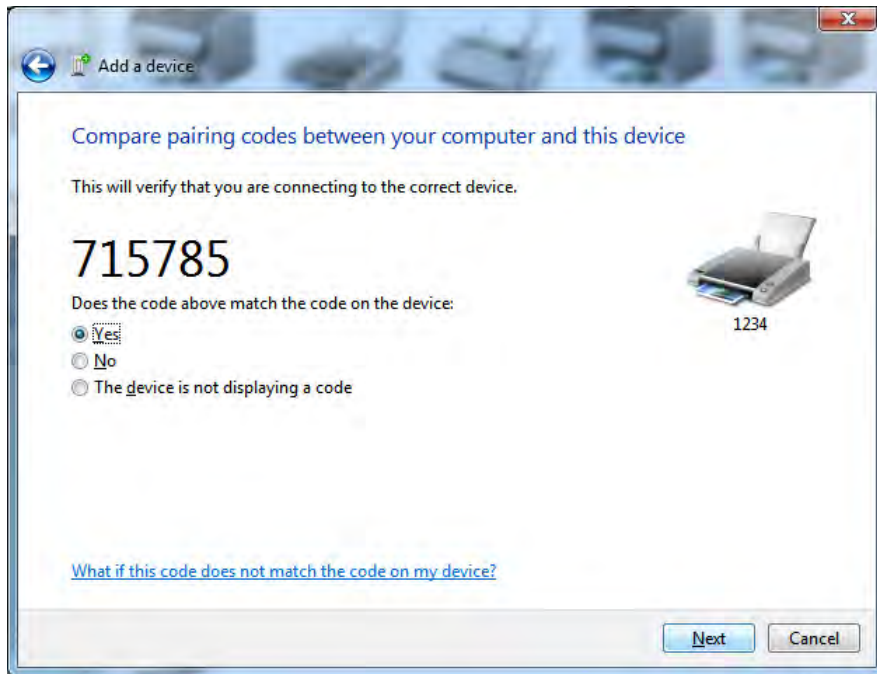 Add a device
Compare pairing codes between your computer and this device
This will verify that you are connecting to the correct device.
715785
Does the code above match the code on the device:
Yes
1234
No
The device is not displaying a code
What if this code does not match the code on my device?
Next Cancel